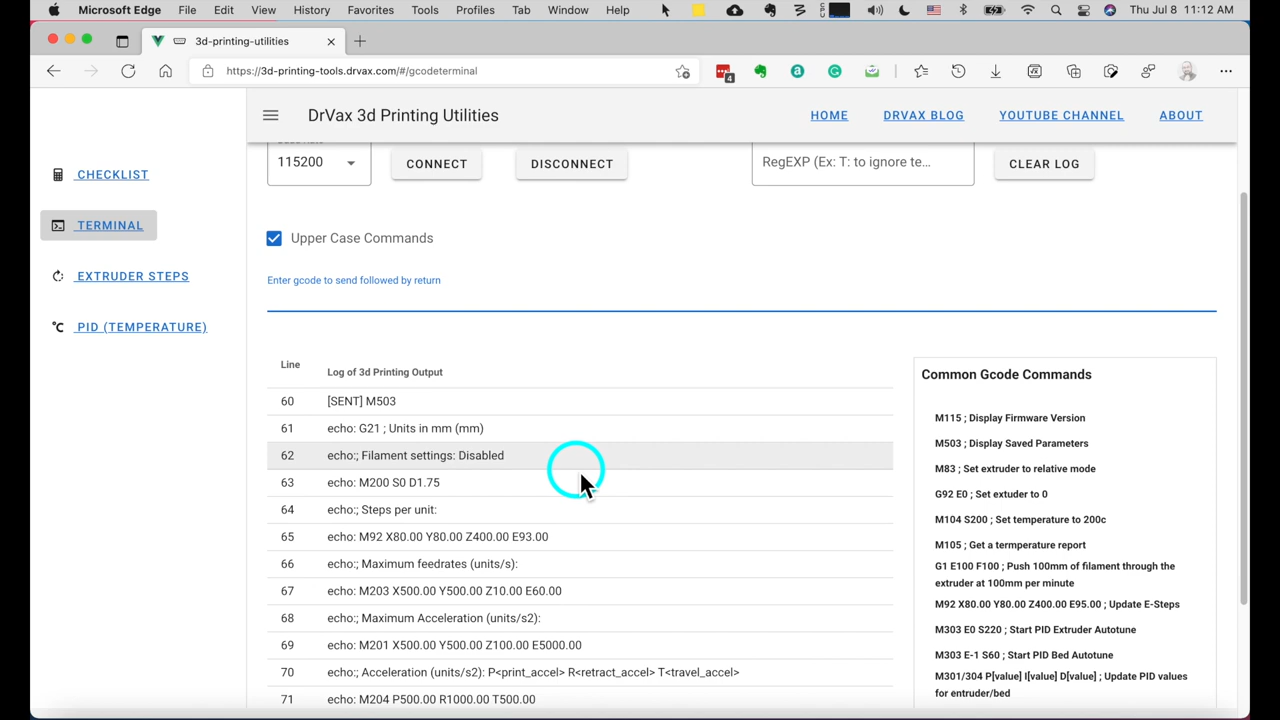 Microsoft Edge File Edit View History Favorites Tools Profiles Tab Window Help Thu Jul 8 11:12 AM
3d-printing-utilities
https://3d-printing-tools.drvax.com/#/gcodeterminal
4
DrVax 3d Printing Utilities
HOME
DRVAX BLOG
YOUTUBE CHANNEL
ABOUT
CHECKLIST
TERMINAL
EXTRUDER STEPS
PID (TEMPERATURE)
115200
CONNECT
DISCONNECT
RegEXP (Ex: T: to ignore te...
CLEAR LOG
Upper Case Commands
Enter gcode to send followed by return
Line Log of 3d Printing Output
60 [SENT] M503
61 echo: G21 ; Units in mm (mm)
62 echo:; Filament settings: Disabled
63 echo: M200 S0 D1.75
64 echo:; Steps per unit:
65 echo: M92 X80.00 Y80.00 Z400.00 E93.00
66 echo:; Maximum feedrates (units/s):
67 echo: M203 X500.00 Y500.00 Z10.00 E60.00
68 echo:; Maximum Acceleration (units/s2):
69 echo: M201 X500.00 Y500.00 Z100.00 E5000.00
70 echo:; Acceleration (units/s2): P<print_accel> R<retract_accel> T<travel_accel>
71 echo: M204 P500.00 R1000.00 T500.00
Common Gcode Commands
M115 ; Display Firmware Version
M503 ; Display Saved Parameters
M83 ; Set extruder to relative mode
G92 E0 ; Set extuder to 0
M104 S200 ; Set temperature to 200c
M105 ; Get a termperature report
G1 E100 F100 ; Push 100mm of filament through the
extruder at 100mm per minute
M92 X80.00 Y80.00 Z400.00 E95.00 ; Update E-Steps
M303 E0 S220 ; Start PID Extruder Autotune
M303 E-1 S60 ; Start PID Bed Autotune
M301/304 P[value] I[value] D[value] ; Update PID values
for entruder/bed